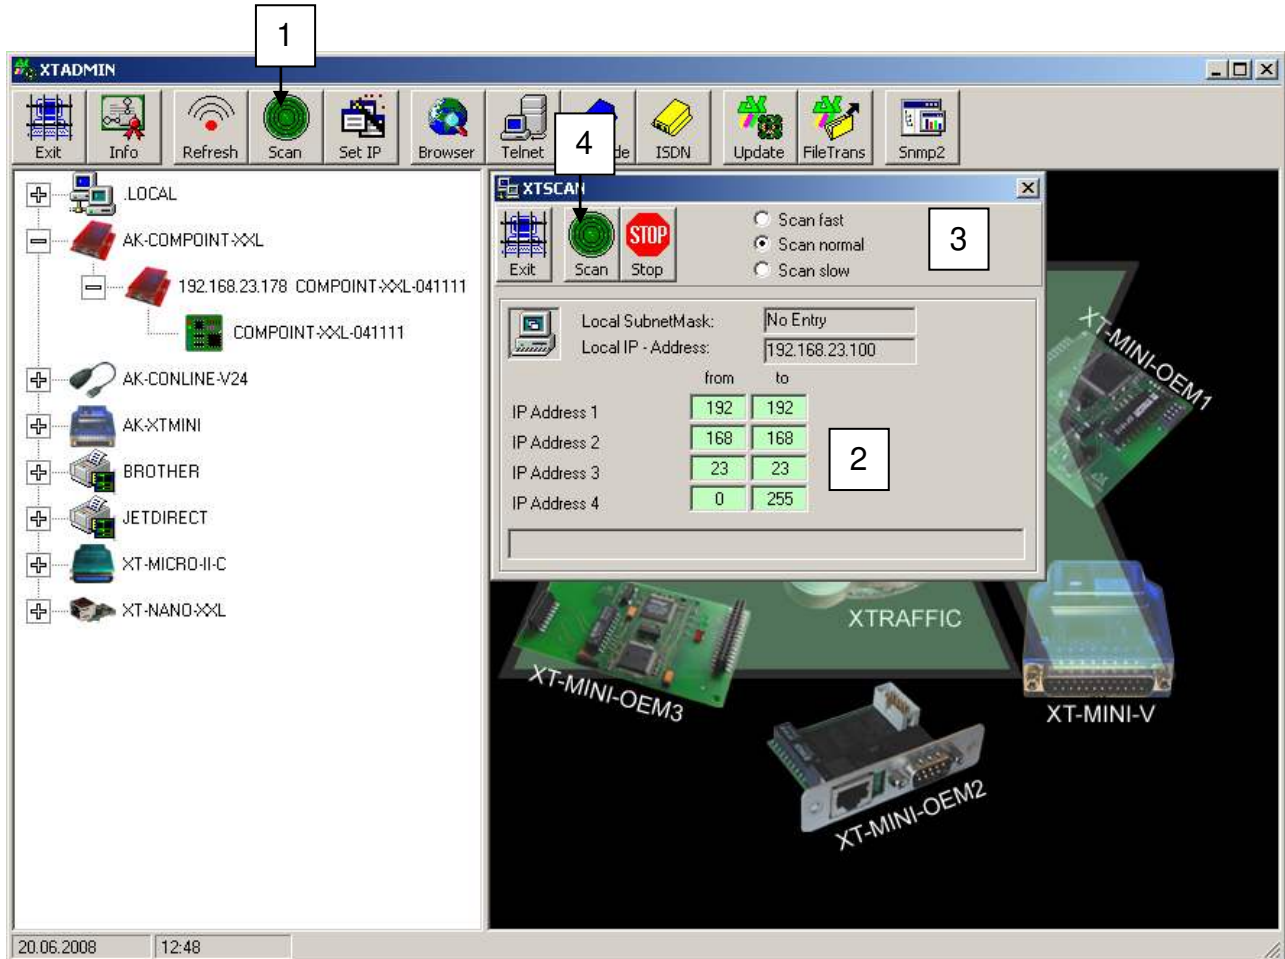 1
XTADMIN
Exit Info Refresh Scan Set IP Browser Telnet de ISDN Update FileTrans Snmp2
4
.LOCAL
AK-COMPOINT-XXL
192.168.23.178 COMPOINT-XXL-041111
COMPOINT-XXL-041111
AK-CONLINE-V24
AK-XTMINI
BROTHER
JETDIRECT
XT-MICRO-II-C
XT-NANO-XXL
XTSCAN
STOP
Exit Scan Stop
Scan fast
Scan normal
Scan slow
3
Local SubnetMask: No Entry
Local IP - Address: 192.168.23.100
from to
IP Address 1 192 192
IP Address 2 168 168
IP Address 3 23 23
IP Address 4 0 255
2
XT-MINI-OEM1
XTRAFFIC
XT-MINI-OEM3
XT-MINI-V
XT-MINI-OEM2
20.06.2008 12:48